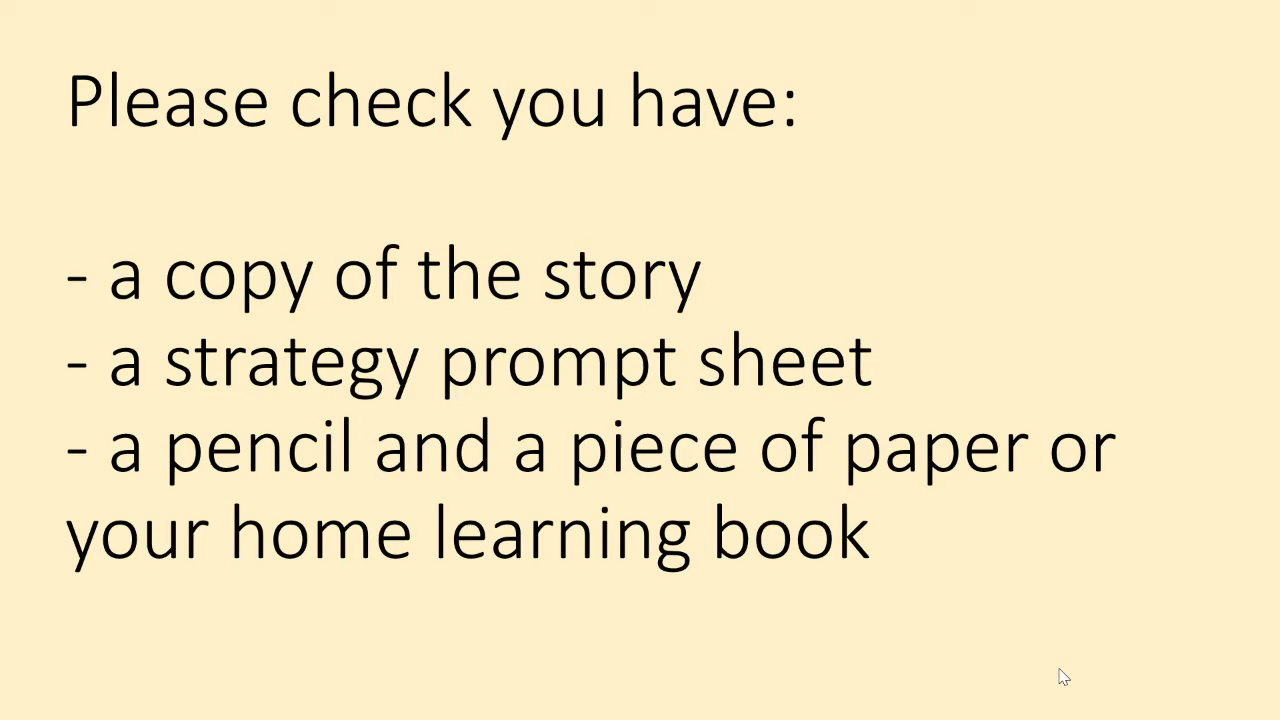 Please check you have:
- a copy of the story
- a strategy prompt sheet
- a pencil and a piece of paper or
your home learning book